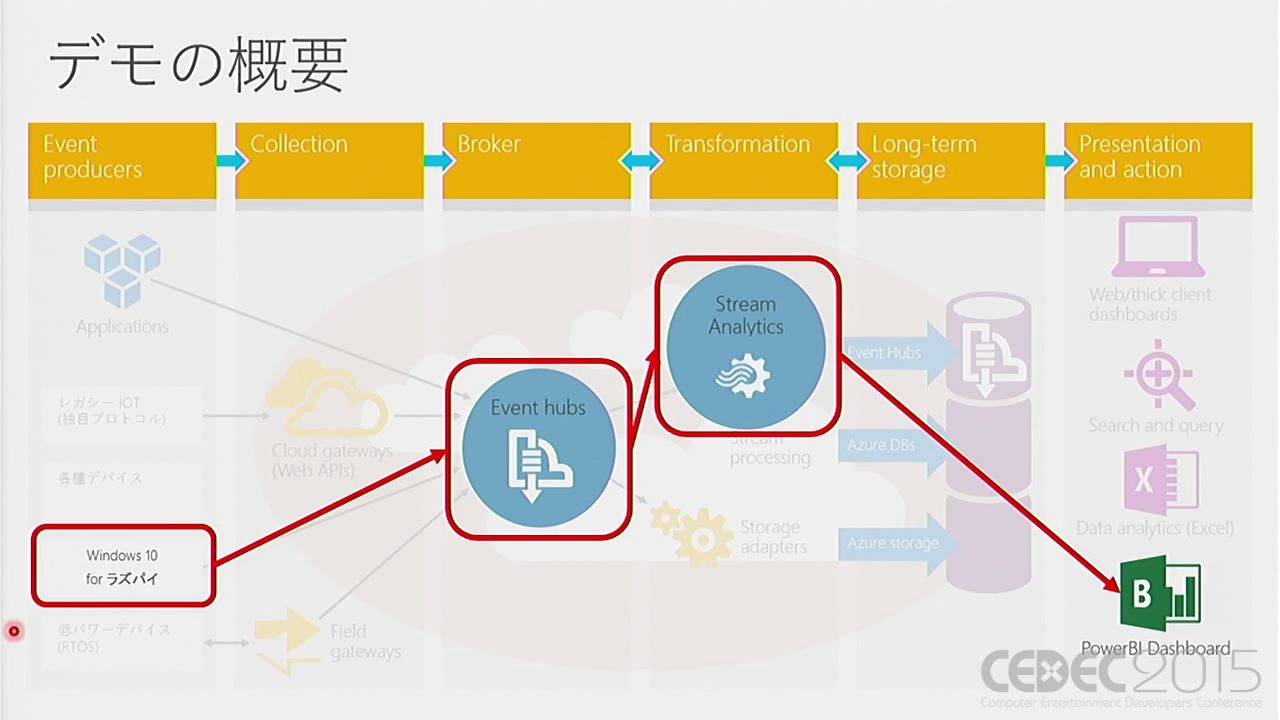 デモの概要
Event
producers
Collection
Broker
Transformation
Long-term
storage
Presentation
and action
Applications
レガシー IOT
(独自プロトコル)
各種デバイス
Windows 10
for ラズパイ
低パワーデバイス
(RTOS)
Cloud gateways
(Web APIs)
Field
gateways
Event hubs
Stream
Analytics
Stream
processing
Storage
adapters
Event Hubs
Azure DBs
Azure storage
Web/thick client
dashboards
Search and query
X
Data analytics (Excel)
B
PowerBI Dashboard
CEDEC2015
Computer Entertainment Developers Conference